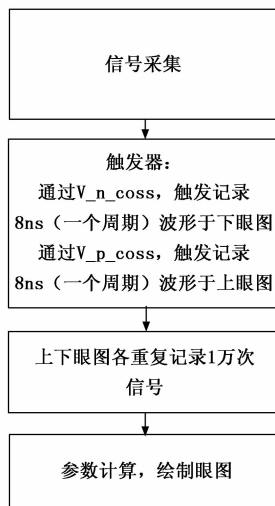 信号采集
触发器：
通过V_n_coss，触发记录
8ns（一个周期）波形于下眼图
通过V_p_coss，触发记录
8ns（一个周期）波形于上眼图
上下眼图各重复记录1万次
信号
参数计算，绘制眼图